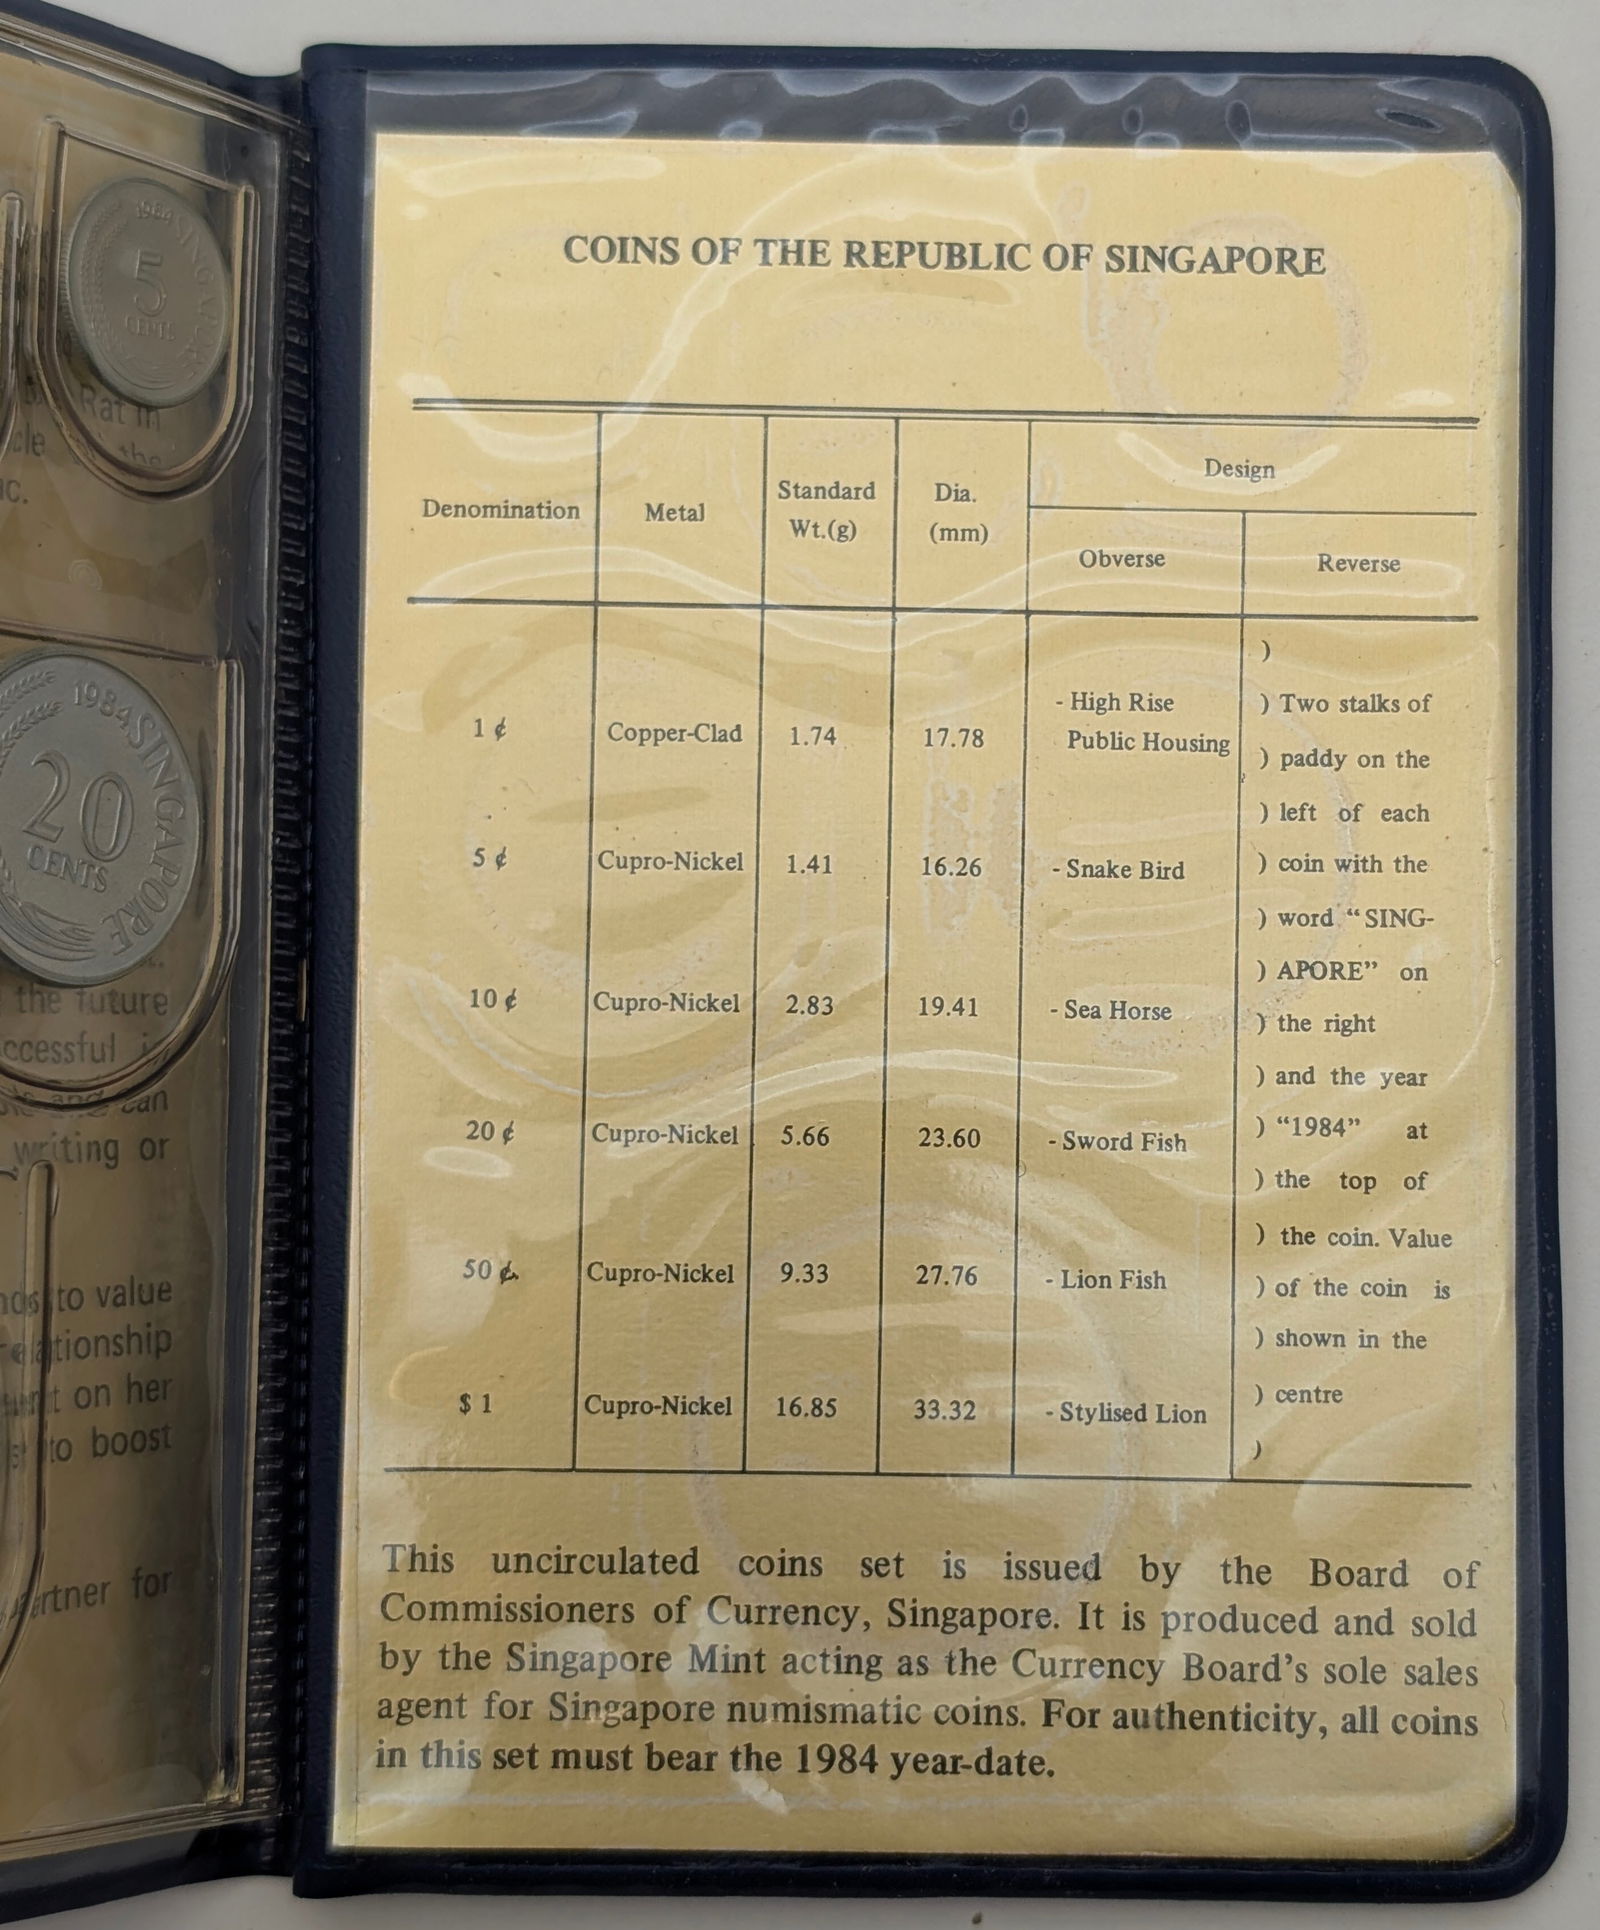 1984 SINGAPORE
5
CENTS
Rat in
the
1984 SINGAPORE
20
CENTS
the future
and can
writing or
to value
on her
to boost
for
COINS OF THE REPUBLIC OF SINGAPORE
Denomination Metal Standard Wt.(g) Dia. (mm) Design
Obverse Reverse
1 ¢ Copper-Clad 1.74 17.78 - High Rise Public Housing
5 ¢ Cupro-Nickel 1.41 16.26 - Snake Bird
10 ¢ Cupro-Nickel 2.83 19.41 - Sea Horse
20 ¢ Cupro-Nickel 5.66 23.60 - Sword Fish
50 ¢ Cupro-Nickel 9.33 27.76 - Lion Fish
$ 1 Cupro-Nickel 16.85 33.32 - Stylised Lion
)
) Two stalks of
) paddy on the
) left of each
) coin with the
) word “SING-
) APORE” on
) the right
) and the year
) “1984” at
) the top of
) the coin. Value
) of the coin is
) shown in the
) centre
)
This uncirculated coins set is issued by the Board of
Commissioners of Currency, Singapore. It is produced and sold
by the Singapore Mint acting as the Currency Board’s sole sales
agent for Singapore numismatic coins. For authenticity, all coins
in this set must bear the 1984 year-date.